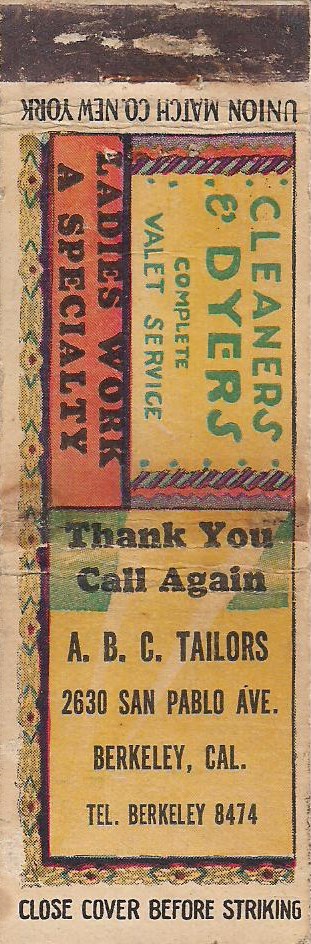 UNION MATCH CO. NEW YORK
CLEANERS
& DYERS
COMPLETE
VALET SERVICE
LADIES WORK
A SPECIALTY
Thank You
Call Again
A. B. C. TAILORS
2630 SAN PABLO AVE.
BERKELEY, CAL.
TEL. BERKELEY 8474
CLOSE COVER BEFORE STRIKING